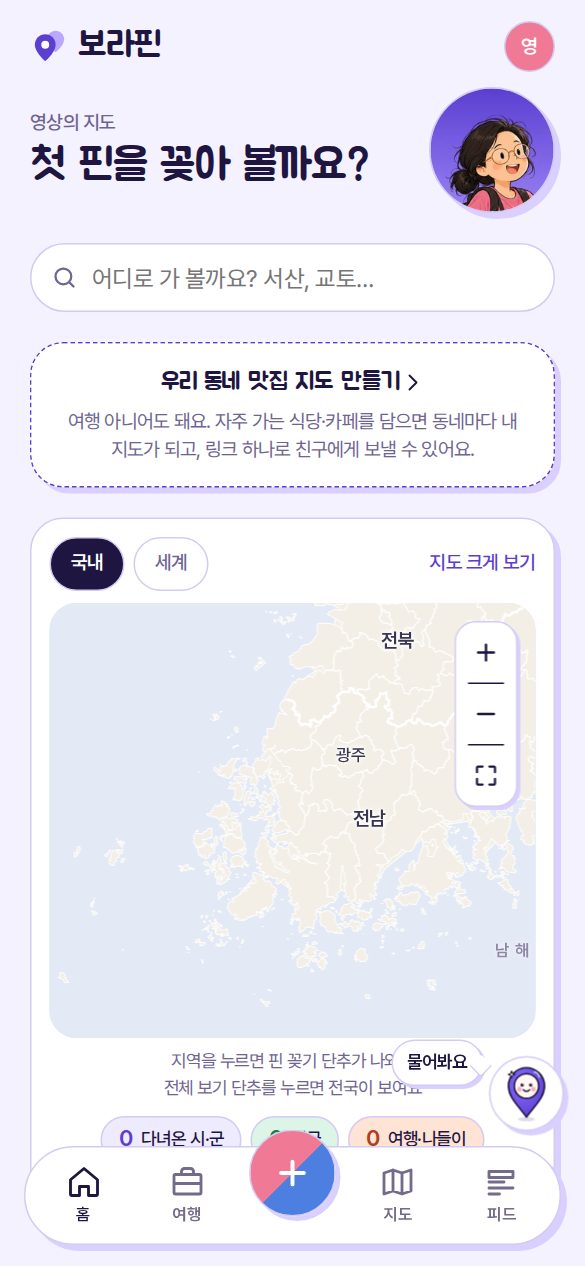 보라핀
영
영상의 지도
첫 핀을 꽂아 볼까요?
어디로 가 볼까요? 서산, 교토...
우리 동네 맛집 지도 만들기
여행 아니어도 돼요. 자주 가는 식당·카페를 담으면 동네마다 내
지도가 되고, 링크 하나로 친구에게 보낼 수 있어요.
국내
세계
지도 크게 보기
전북
광주
전남
남 해
지역을 누르면 핀 꽂기 단추가
물어봐요
전체 보기 단추를 누르면 전국이 보여요
0 다녀온 시·군
0 여행·나들이
홈
여행
지도
피드